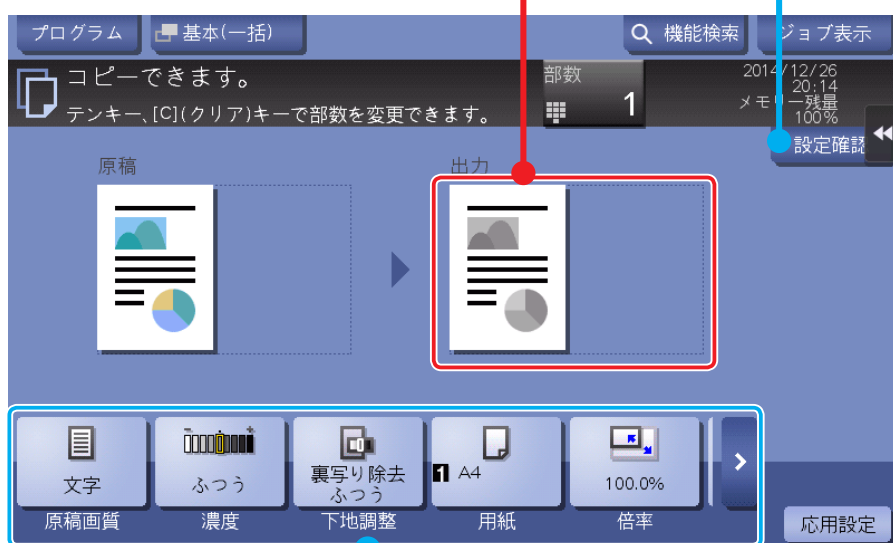 プログラム
基本(一括)
機能検索
ジョブ表示
コピーできます。
テンキー、[C](クリア)キーで部数を変更できます。
部数
1
2014/12/26
20:14
メモリー残量
100%
設定確認
原稿
出力
文字
ふつう
裏写り除去
ふつう
1 A4
100.0%
原稿画質
濃度
下地調整
用紙
倍率
応用設定